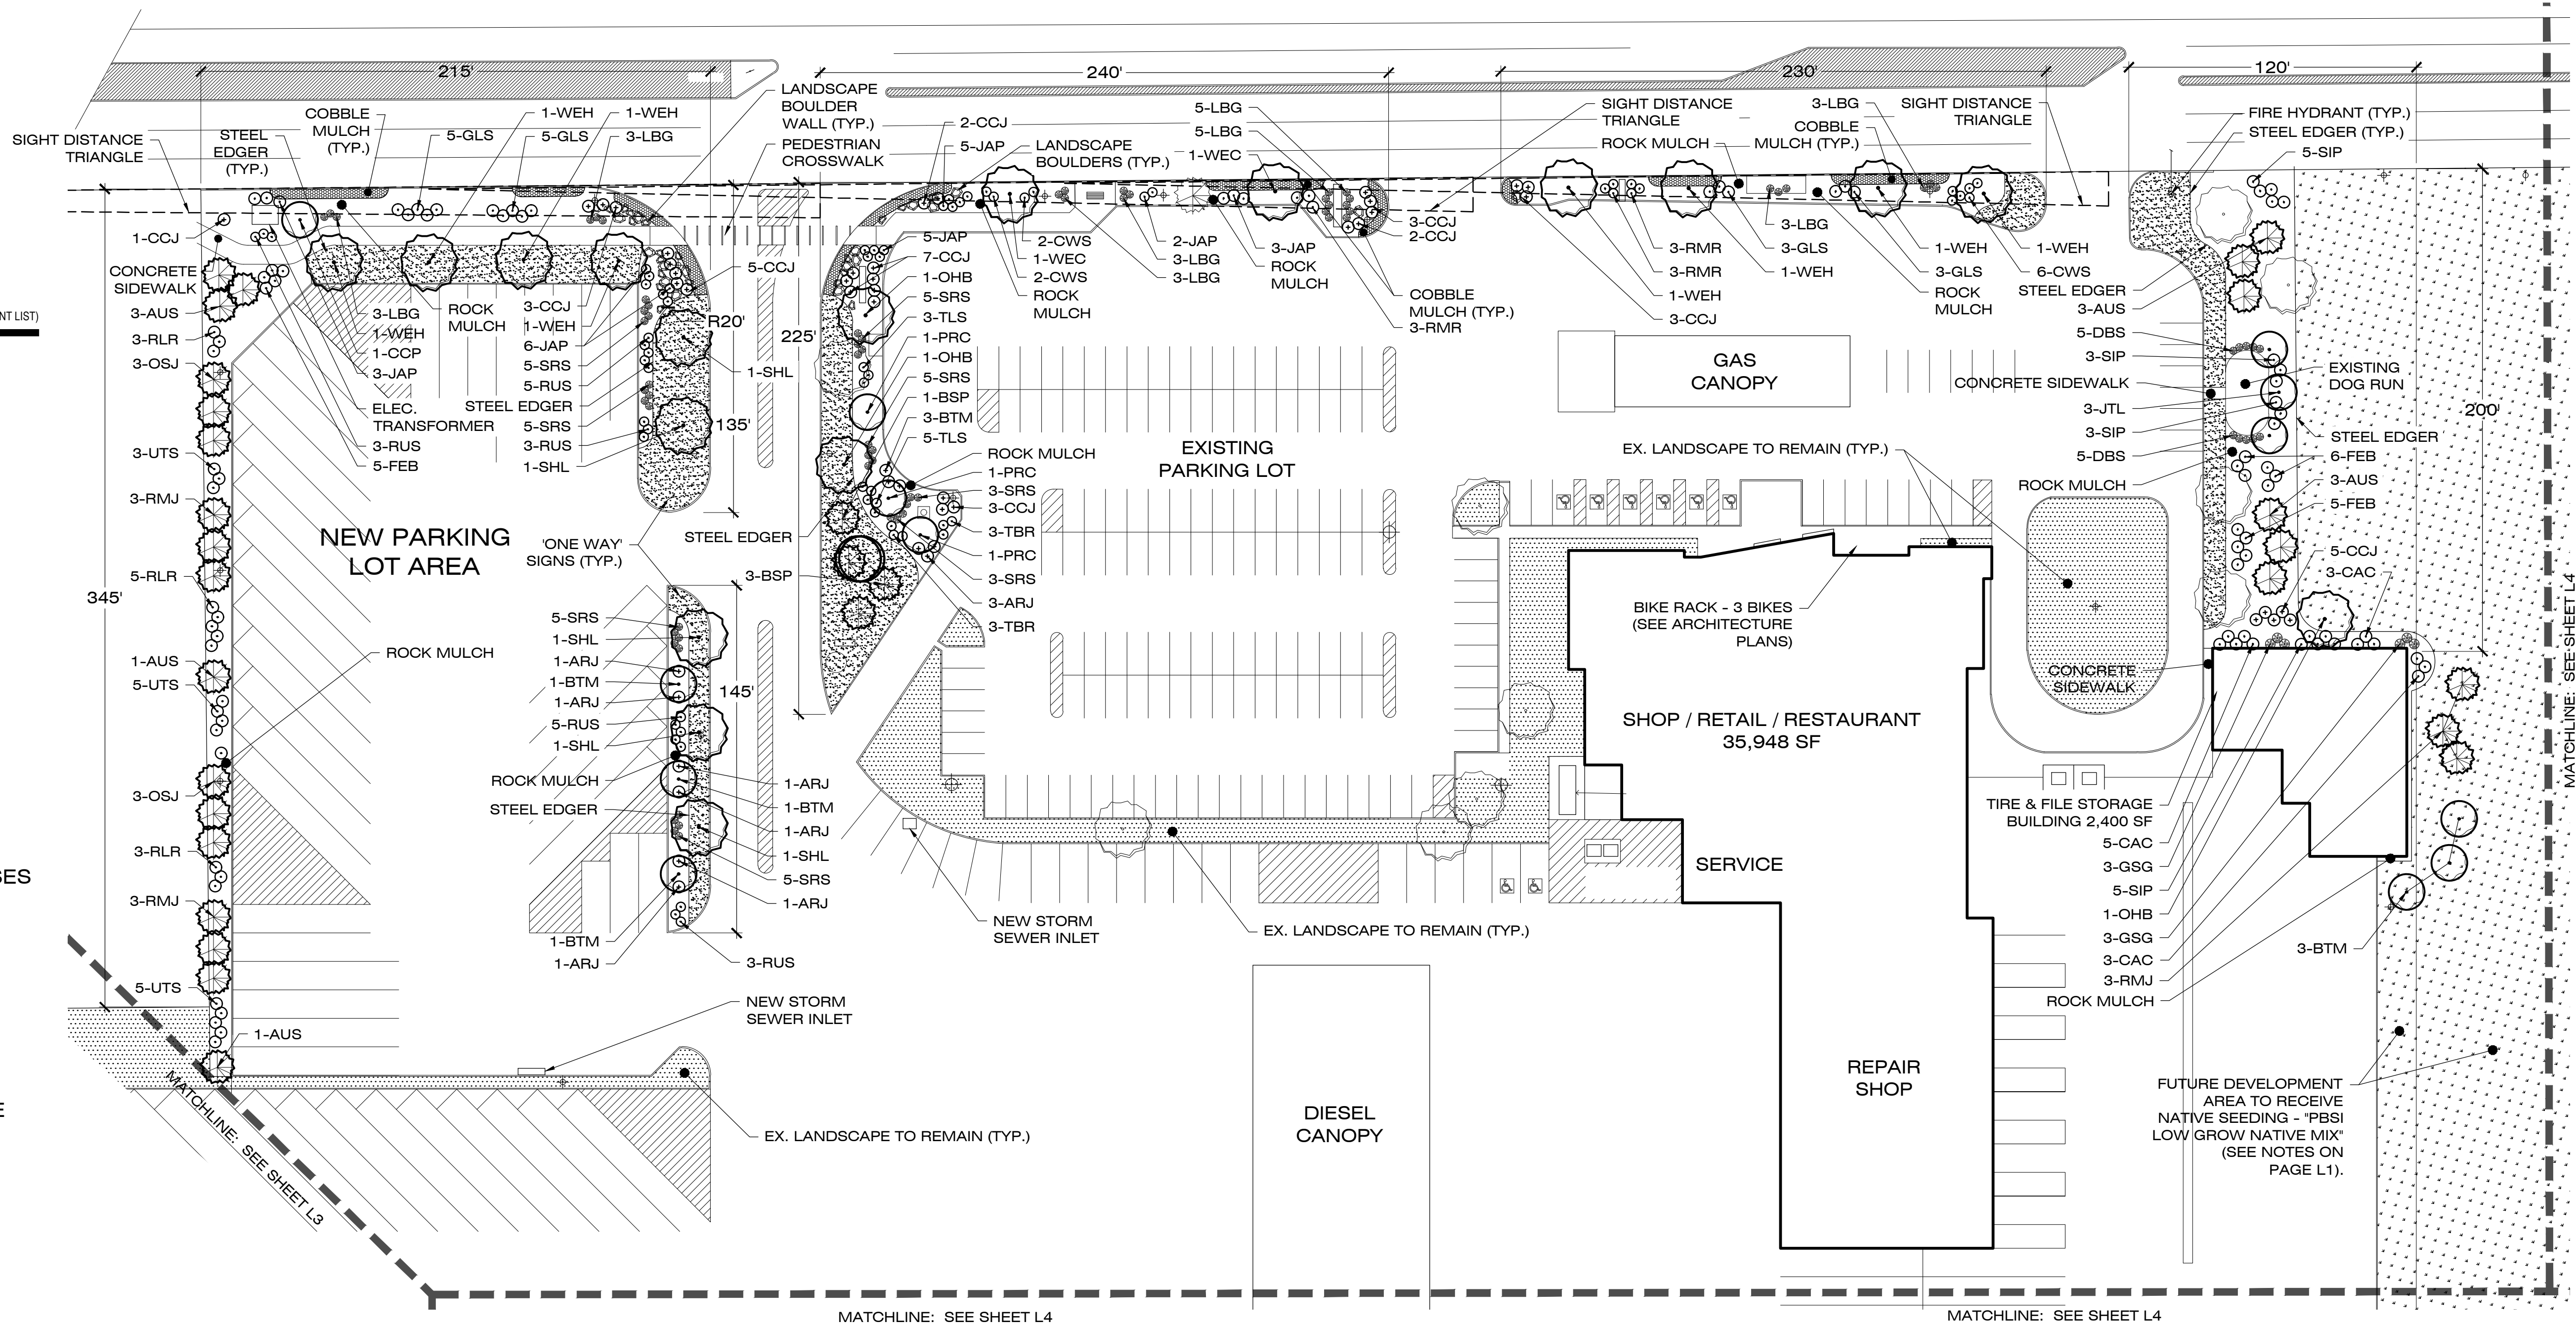 215'
240'
230'
120'
SIGHT DISTANCE
TRIANGLE
STEEL
EDGER
(TYP.)
COBBLE
MULCH
(TYP.)
5-GLS
1-WEH
5-GLS
1-WEH
3-LBG
LANDSCAPE
BOULDER
WALL (TYP.)
PEDESTRIAN
CROSSWALK
2-CCJ
5-JAP
LANDSCAPE
BOULDERS (TYP.)
5-LBG
5-LBG
1-WEC
SIGHT DISTANCE
TRIANGLE
ROCK MULCH
3-LBG
COBBLE
MULCH (TYP.)
SIGHT DISTANCE
TRIANGLE
FIRE HYDRANT (TYP.)
STEEL EDGER (TYP.)
5-SIP
1-CCJ
CONCRETE
SIDEWALK
3-AUS
3-RLR
3-OSJ
3-UTS
3-RMJ
5-RLR
1-AUS
5-UTS
3-OSJ
3-RLR
3-RMJ
5-UTS
1-AUS
345'
NT LIST)
SES
E
3-LBG
1-WEH
1-CCP
3-JAP
ELEC.
TRANSFORMER
3-RUS
5-FEB
ROCK
MULCH
3-CCJ
1-WEH
6-JAP
5-SRS
5-RUS
STEEL EDGER
5-SRS
3-RUS
1-SHL
5-CCJ
R20'
1-SHL
135'
225'
NEW PARKING
LOT AREA
'ONE WAY'
SIGNS (TYP.)
ROCK MULCH
5-SRS
1-SHL
1-ARJ
1-BTM
1-ARJ
5-RUS
1-SHL
ROCK MULCH
STEEL EDGER
1-BTM
1-ARJ
145'
1-ARJ
1-BTM
1-ARJ
1-SHL
5-SRS
1-ARJ
3-RUS
NEW STORM
SEWER INLET
EX. LANDSCAPE TO REMAIN (TYP.)
MATCHLINE: SEE SHEET L3
5-JAP
7-CCJ
1-OHB
5-SRS
3-TLS
1-PRC
1-OHB
5-SRS
1-BSP
3-BTM
5-TLS
ROCK MULCH
1-PRC
3-SRS
3-CCJ
3-TBR
1-PRC
3-SRS
3-ARJ
3-TBR
STEEL EDGER
3-BSP
2-CWS
1-WEC
2-CWS
ROCK
MULCH
2-JAP
3-LBG
3-LBG
3-JAP
ROCK
MULCH
3-CCJ
2-CCJ
COBBLE
MULCH (TYP.)
3-RMR
EXISTING
PARKING LOT
NEW STORM
SEWER INLET
EX. LANDSCAPE TO REMAIN (TYP.)
3-RMR
3-RMR
1-WEH
3-CCJ
3-LBG
3-GLS
1-WEH
1-WEH
3-GLS
ROCK
MULCH
1-WEH
6-CWS
STEEL EDGER
3-AUS
5-DBS
3-SIP
CONCRETE SIDEWALK
3-JTL
3-SIP
5-DBS
ROCK MULCH
GAS
CANOPY
EX. LANDSCAPE TO REMAIN (TYP.)
BIKE RACK - 3 BIKES
(SEE ARCHITECTURE
PLANS)
SHOP / RETAIL / RESTAURANT
35,948 SF
SERVICE
REPAIR
SHOP
DIESEL
CANOPY
EXISTING
DOG RUN
STEEL EDGER
6-FEB
3-AUS
5-FEB
5-CCJ
3-CAC
200'
CONCRETE
SIDEWALK
TIRE & FILE STORAGE
BUILDING 2,400 SF
5-CAC
3-GSG
5-SIP
1-OHB
3-GSG
3-CAC
3-RMJ
ROCK MULCH
3-BTM
FUTURE DEVELOPMENT
AREA TO RECEIVE
NATIVE SEEDING - "PBSI
LOW GROW NATIVE MIX"
(SEE NOTES ON
PAGE L1).
MATCHLINE: SEE SHEET L4
MATCHLINE: SEE SHEET L4
MATCHLINE: SEE SHEET L4